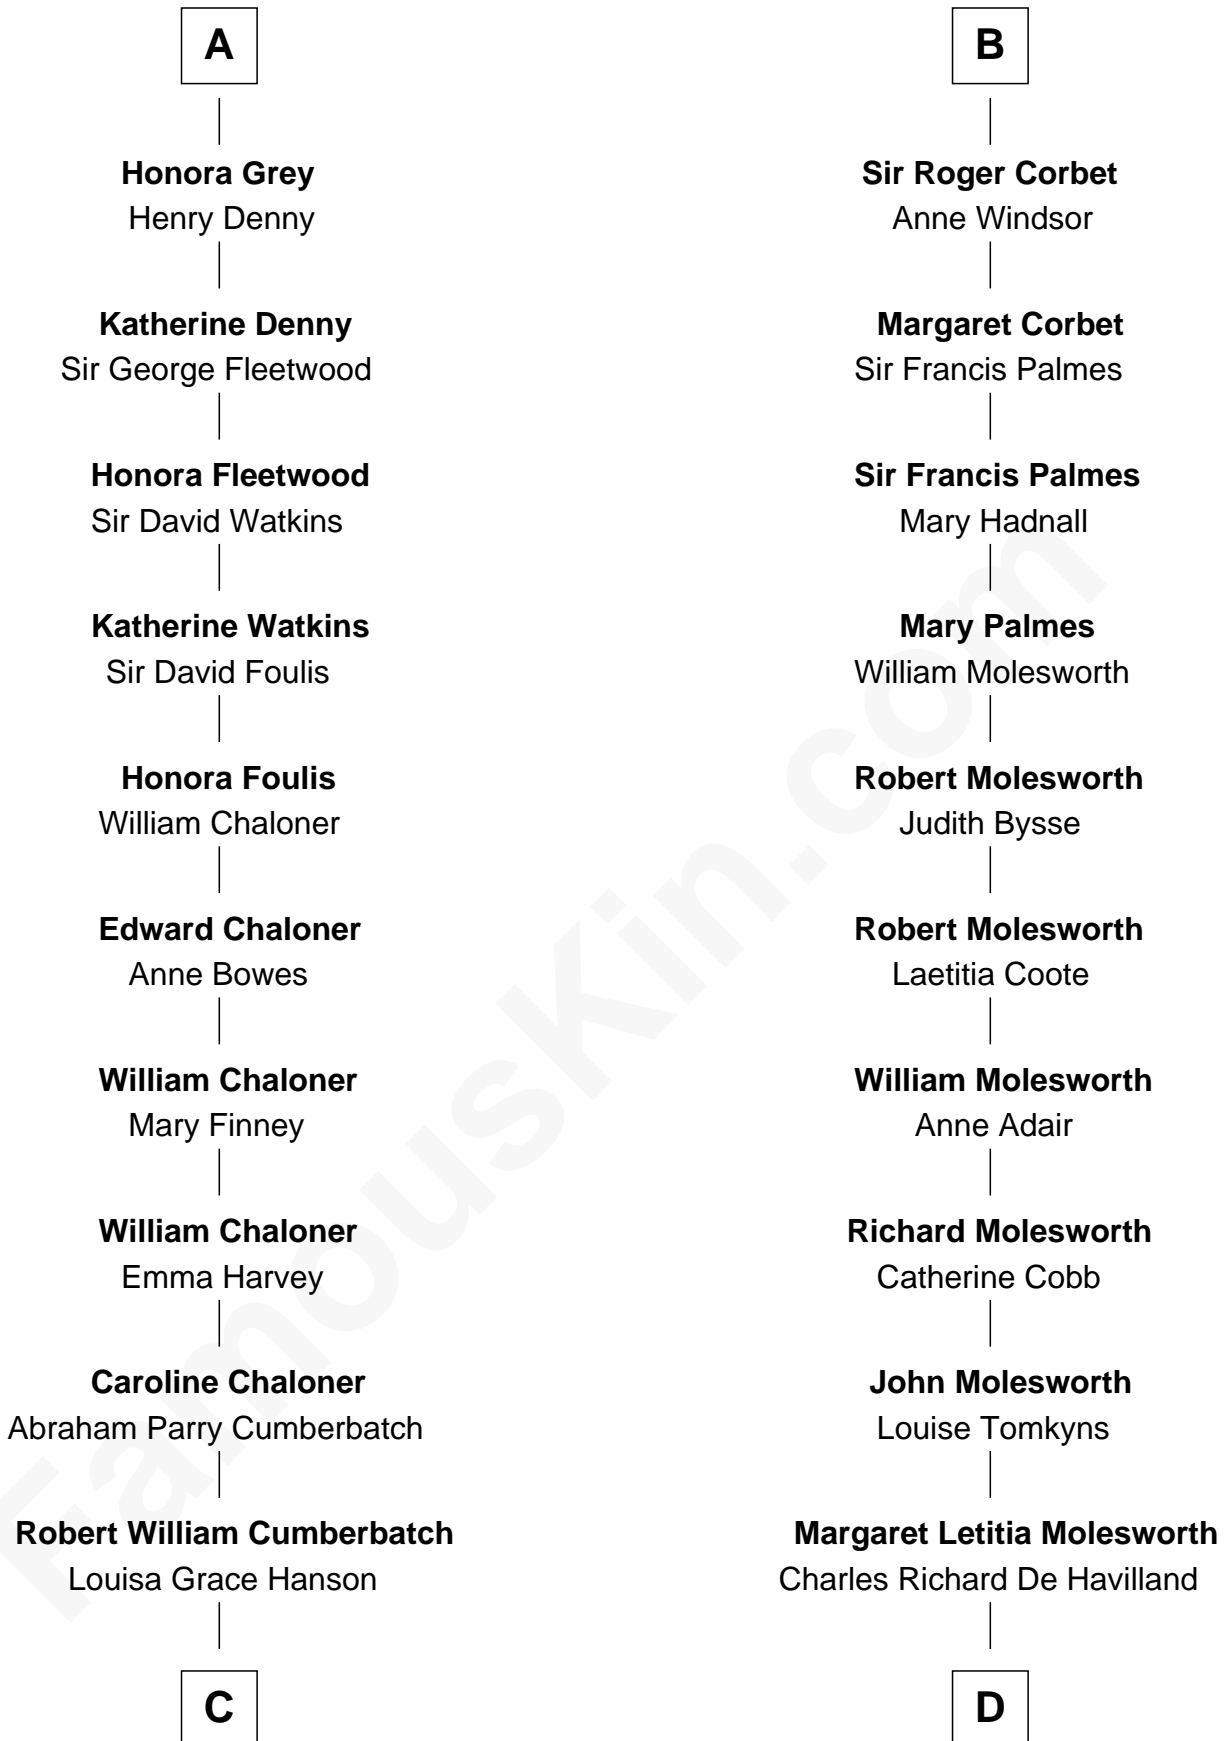 A
Honora Grey
Henry Denny
Katherine Denny
Sir George Fleetwood
Honora Fleetwood
Sir David Watkins
Katherine Watkins
Sir David Foulis
Honora Foulis
William Chaloner
Edward Chaloner
Anne Bowes
William Chaloner
Mary Finney
William Chaloner
Emma Harvey
Caroline Chaloner
Abraham Parry Cumberbatch
Robert William Cumberbatch
Louisa Grace Hanson
C
B
Sir Roger Corbet
Anne Windsor
Margaret Corbet
Sir Francis Palmes
Sir Francis Palmes
Mary Hadnall
Mary Palmes
William Molesworth
Robert Molesworth
Judith Bysse
Robert Molesworth
Laetitia Coote
William Molesworth
Anne Adair
Richard Molesworth
Catherine Cobb
John Molesworth
Louise Tomkyns
Margaret Letitia Molesworth
Charles Richard De Havilland
D
FamousKin.com